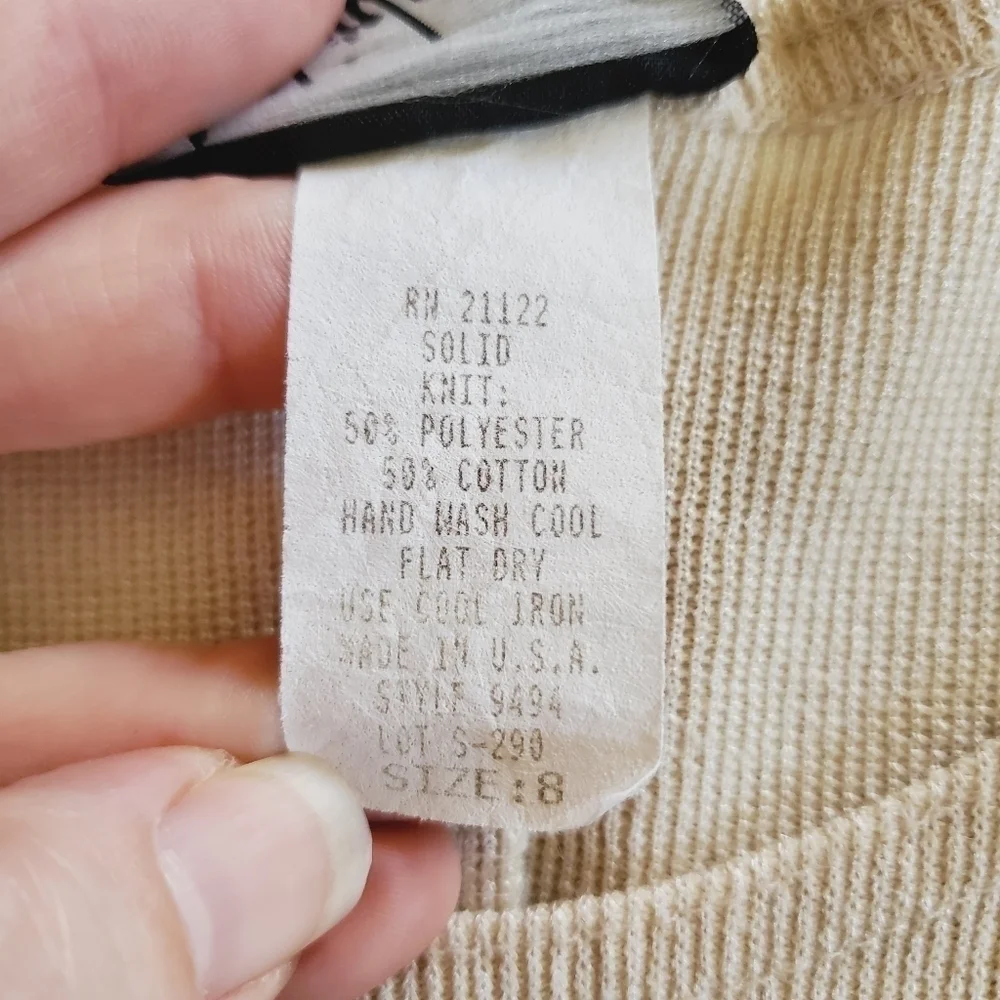 RN 21122
SOLID
KNIT:
50% POLYESTER
50% COTTON
HAND WASH COOL
FLAT DRY
USE COOL IRON
MADE IN U.S.A.
STYLE 9494
LOT S-290
SIZE:8